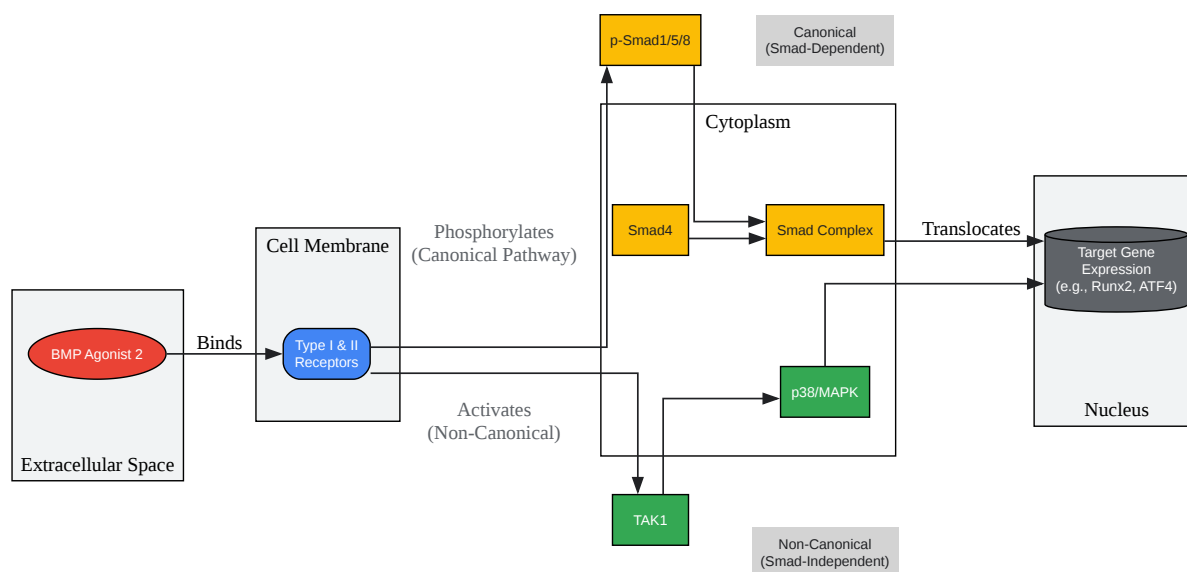 p-Smad1/5/8
Canonical
(Smad-Dependent)
Cytoplasm
Smad4
Smad Complex
Translocates
Phosphorylates
(Canonical Pathway)
Cell Membrane
Target Gene
Expression
(e.g., Runx2, ATF4)
BMP Agonist 2
Binds
Type I & II
Receptors
p38/MAPK
Activates
(Non-Canonical)
Nucleus
Extracellular Space
TAK1
Non-Canonical
(Smad-Independent)